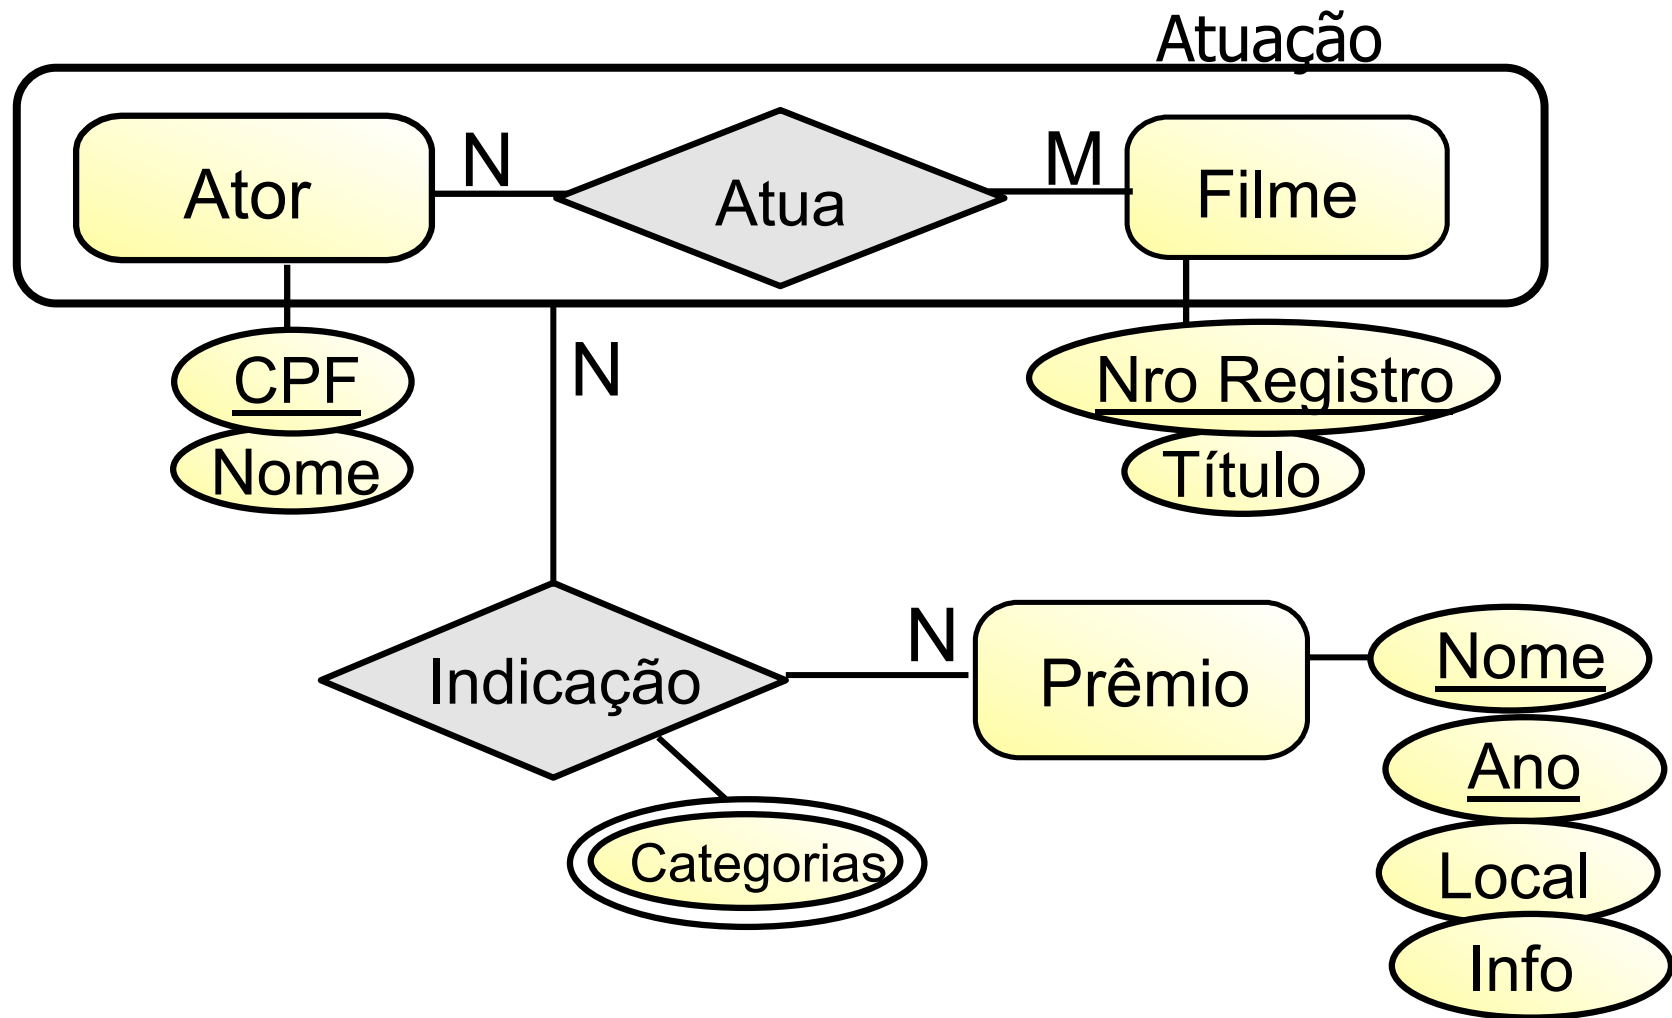 Atuação
Ator
N
Atua
M
Filme
CPF
Nome
N
Nro Registro
Título
Indicação
N
Prêmio
Nome
Ano
Local
Info
Categorias